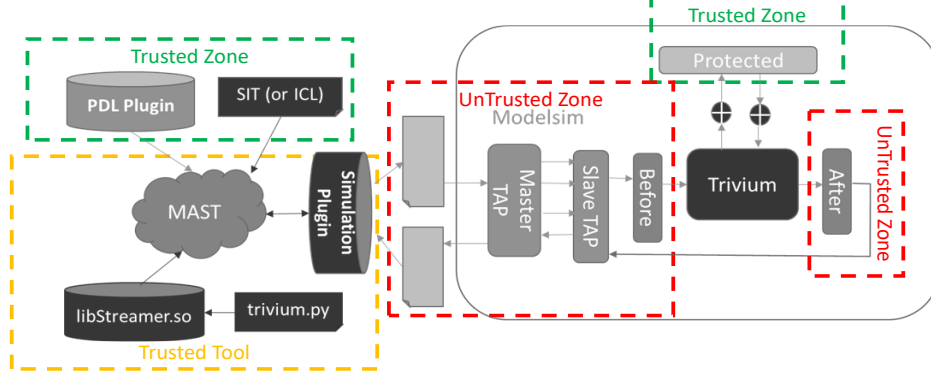 Trusted Zone
PDL Plugin
SIT (or ICL)
MAST
Simulation
Plugin
libStreamer.so
trivium.py
Trusted Tool
UnTrusted Zone
Modelsim
Master
TAP
Slave TAP
Before
Trusted Zone
Protected
Trivium
After
UnTrusted Zone